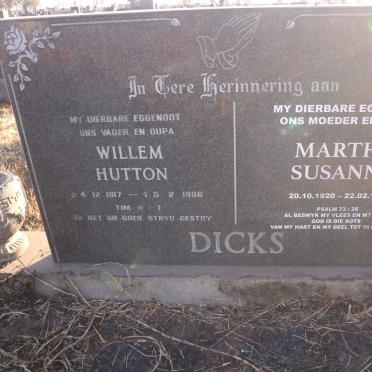 In Tere Herinnering aan
MY DIERBARE EGGENOOT
ONS VADER EN OUPA
WILLEM
HUTTON
4.12.1917 — 5.2.1986
TIM. 4:7
EK HET DIE GOEIE STRYD GESTRY
MY DIERBARE
ONS MOEDER
MARTH
SUSANN
20.10.1920 - 22.02.
PSALM 73:26
AL BESWYK MY VLEES EN
GOD IS DIE ROTS
VAN MY HART EN MY DEEL TOT IN
DICKS